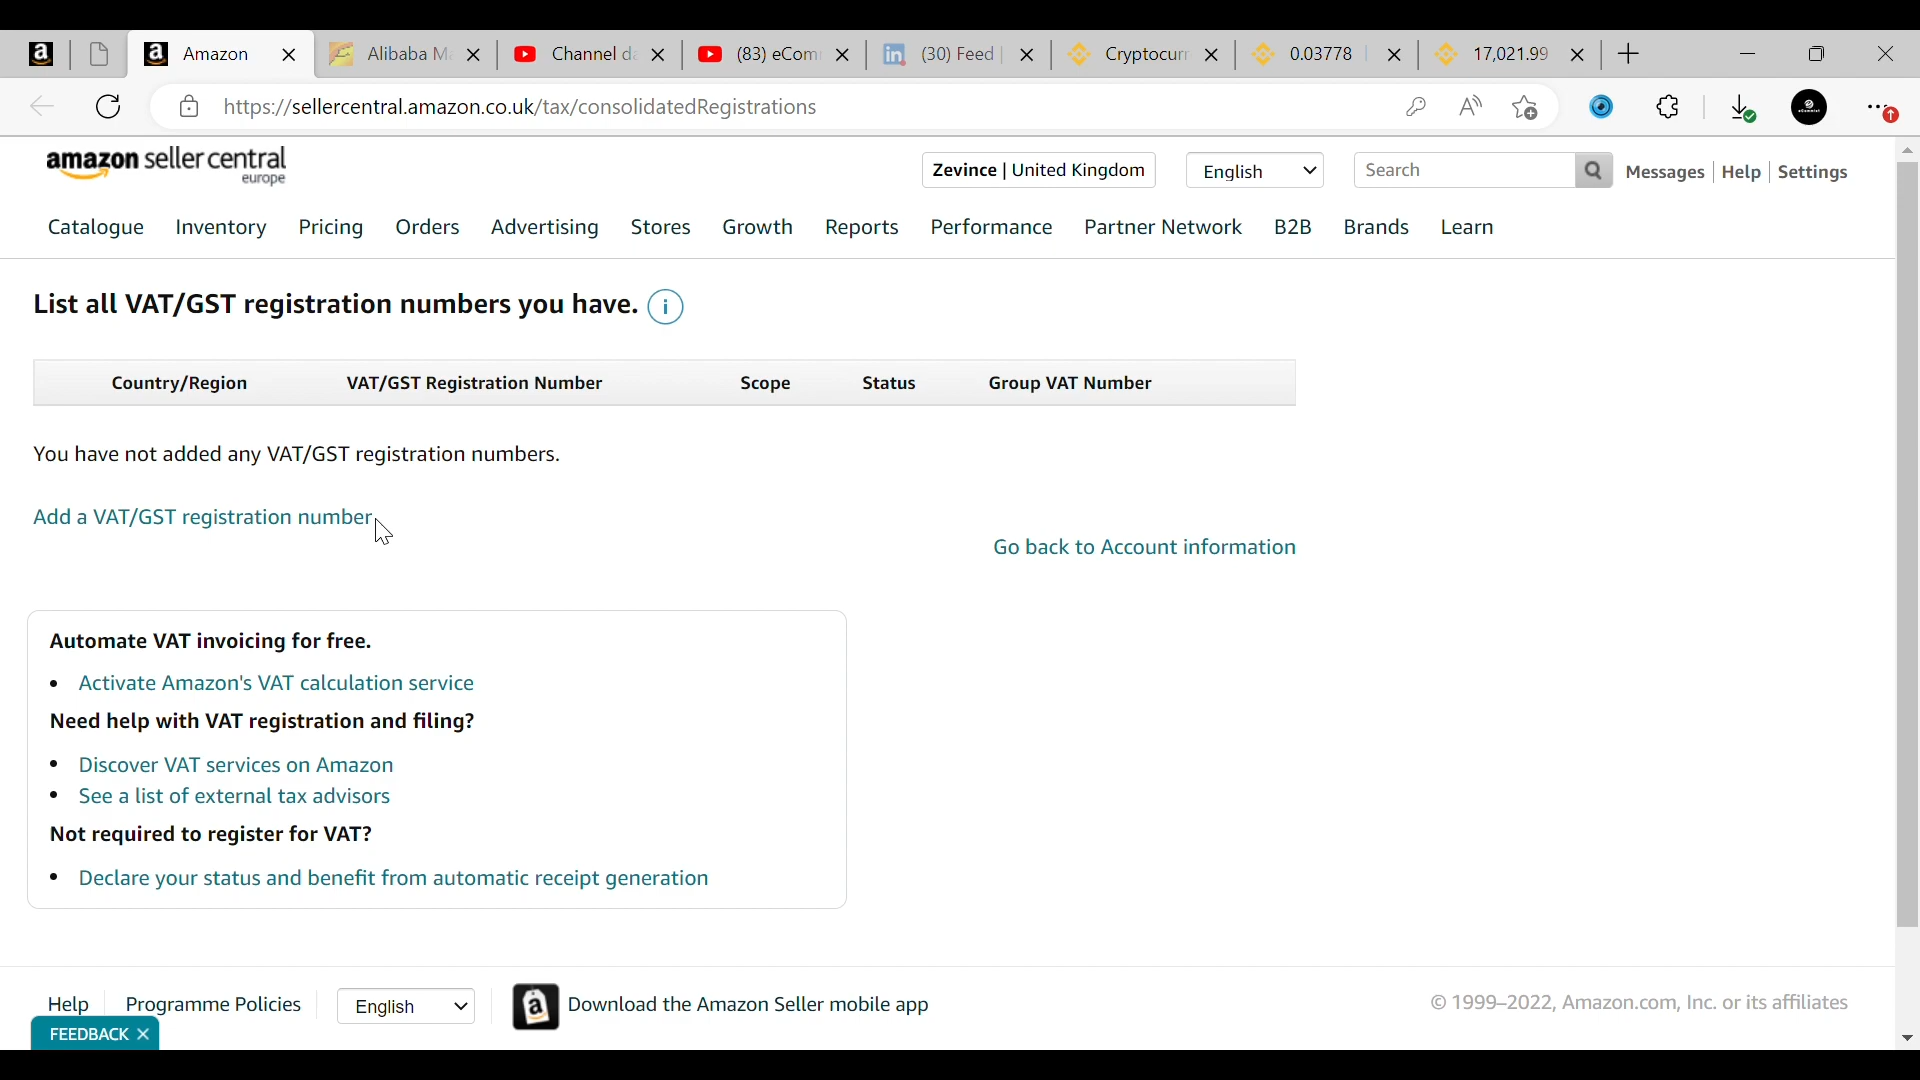 Amazon Alibaba M Channel da (83) eCom (30) Feed Cryptocurr 0.03778 17,021.99
https://sellercentral.amazon.co.uk/tax/consolidatedRegistrations
amazon seller central
europe
Zevince | United Kingdom English Search Messages Help Settings
Catalogue Inventory Pricing Orders Advertising Stores Growth Reports Performance Partner Network B2B Brands Learn
List all VAT/GST registration numbers you have. i
Country/Region VAT/GST Registration Number Scope Status Group VAT Number
You have not added any VAT/GST registration numbers.
Add a VAT/GST registration number
Go back to Account information
Automate VAT invoicing for free.
• Activate Amazon's VAT calculation service
Need help with VAT registration and filing?
• Discover VAT services on Amazon
• See a list of external tax advisors
Not required to register for VAT?
• Declare your status and benefit from automatic receipt generation
Help Programme Policies English Download the Amazon Seller mobile app © 1999–2022, Amazon.com, Inc. or its affiliates
FEEDBACK